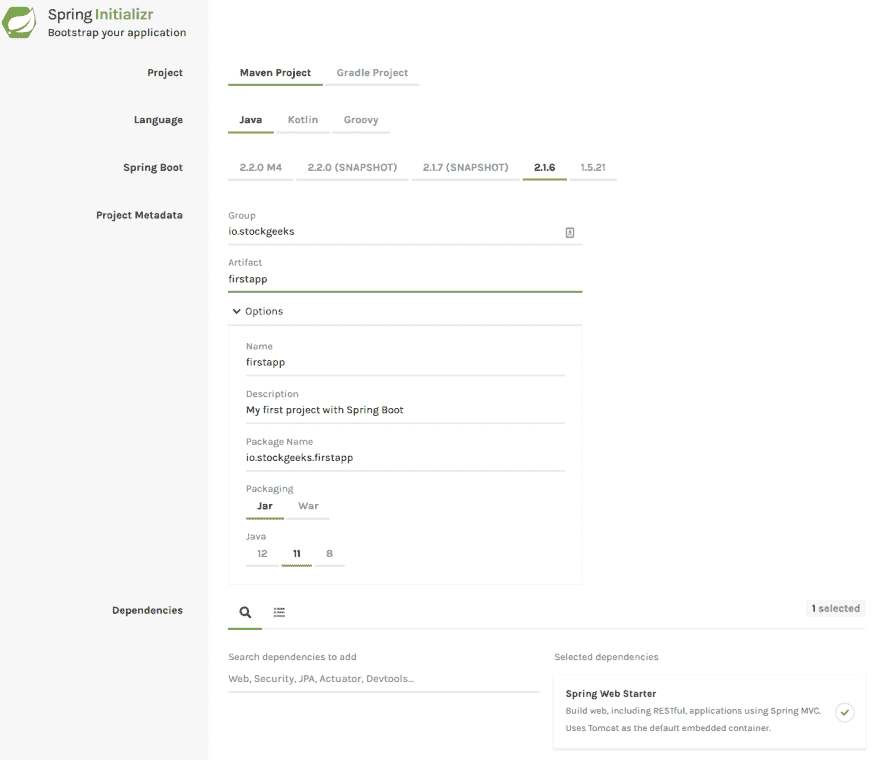 Spring Initializr
Bootstrap your application
Project
Maven Project Gradle Project
Language
Java Kotlin Groovy
Spring Boot
2.2.0 M4 2.2.0 (SNAPSHOT) 2.1.7 (SNAPSHOT) 2.1.6 1.5.21
Project Metadata
Group
io.stockgeeks
Artifact
firstapp
Options
Name
firstapp
Description
My first project with Spring Boot
Package Name
io.stockgeeks.firstapp
Packaging
Jar War
Java
12 11 8
Dependencies
1 selected
Search dependencies to add
Web, Security, JPA, Actuator, Devtools...
Selected dependencies
Spring Web Starter
Build web, including RESTful, applications using Spring MVC.
Uses Tomcat as the default embedded container.